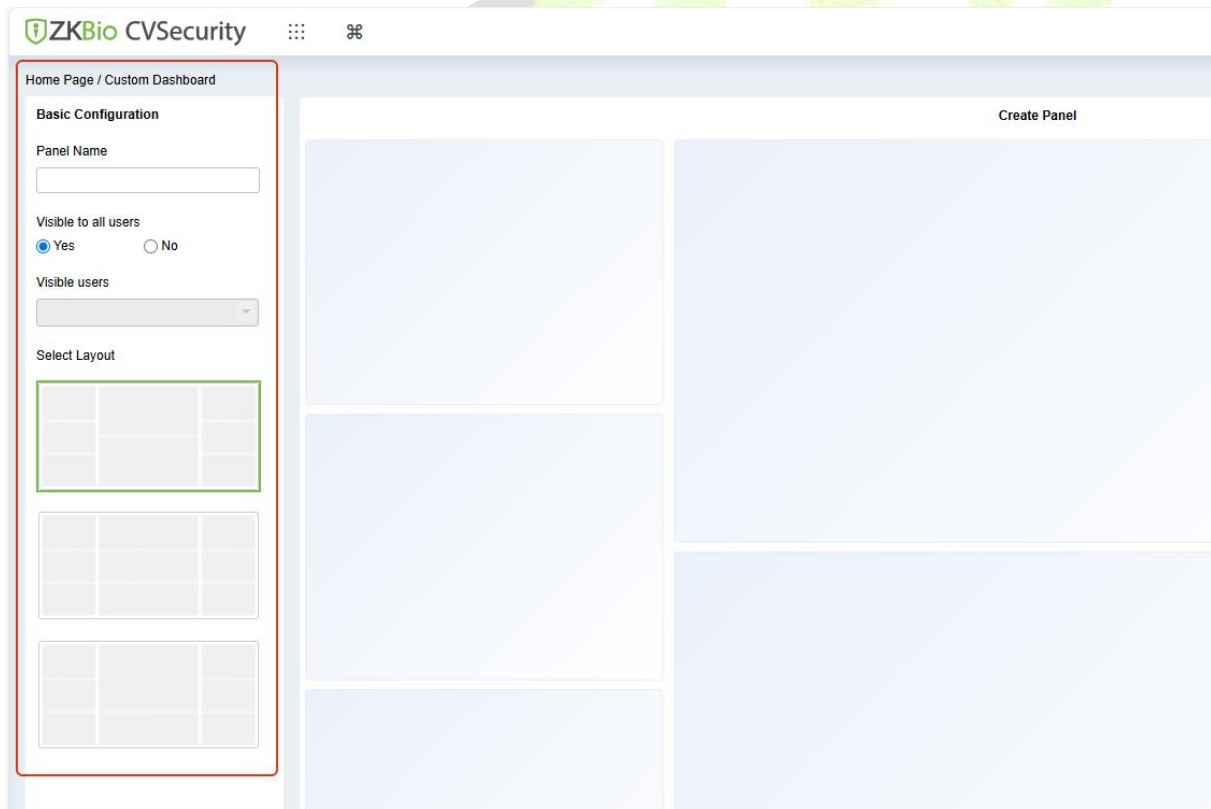 ZKBio CVSecurity
Home Page / Custom Dashboard
Basic Configuration
Panel Name
Visible to all users
Yes No
Visible users
Select Layout
Create Panel